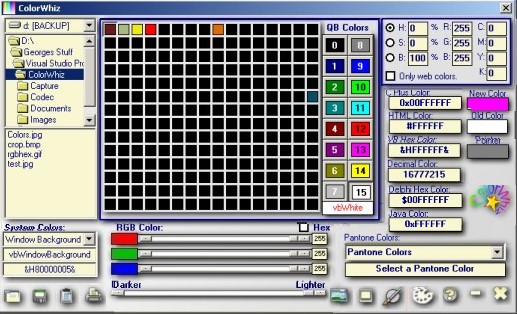 ColorWhiz
d: [BACKUP]
D:\
Georges Stuff
Visual Studio Pro
ColorWhiz
Capture
Codec
Documents
Images
Colors.jpg
crop.bmp
rgbhex.gif
test.jpg
QB Colors
0 8
1 9
2 10
3 11
4 12
5 13
6 14
7 15
vbWhite
H: 0 % R: 255 C: 0
S: 0 % G: 255 M: 0
B: 100 % B: 255 Y: 0
K: 0
Only web colors.
C Plus Color: New Color
0x00FFFFFF
HTML Color: Old Color
#FFFFFF
VB Hex Color: Pointer
&HFFFFFF&
Decimal Color:
16777215
Delphi Hex Color:
$00FFFFFF
Java Color:
0xFFFFFF
Colors
System Colors:
Window Background
vbWindowBackground
&H80000005&
RGB Color: Hex
255
255
255
Darker Lighter
Pantone Colors:
Pantone Colors
Select a Pantone Color